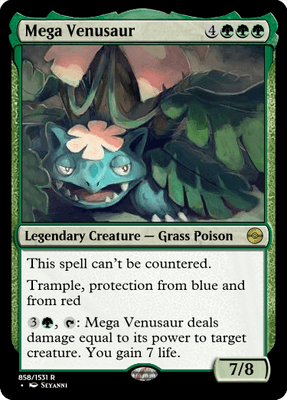 Mega Venusaur 4
Legendary Creature — Grass Poison
This spell can't be countered.
Trample, protection from blue and
from red
3 , : Mega Venusaur deals
damage equal to its power to target
creature. You gain 7 life.
7/8
858/1531 R
• Seyanni